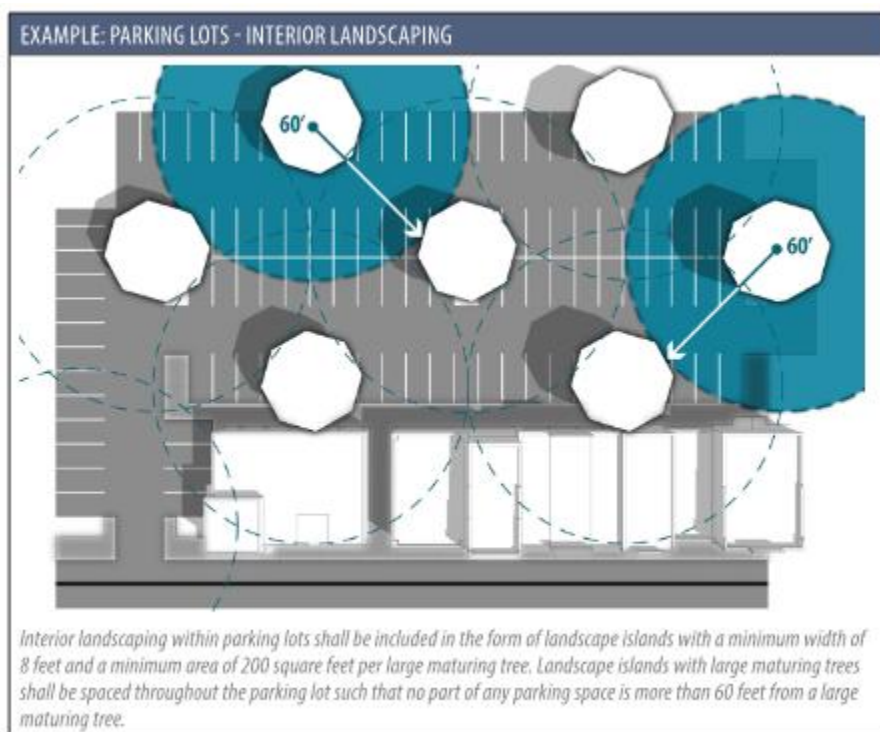 EXAMPLE: PARKING LOTS - INTERIOR LANDSCAPING
60'
60'
Interior landscaping within parking lots shall be included in the form of landscape islands with a minimum width of
8 feet and a minimum area of 200 square feet per large maturing tree. Landscape islands with large maturing trees
shall be spaced throughout the parking lot such that no part of any parking space is more than 60 feet from a large
maturing tree.